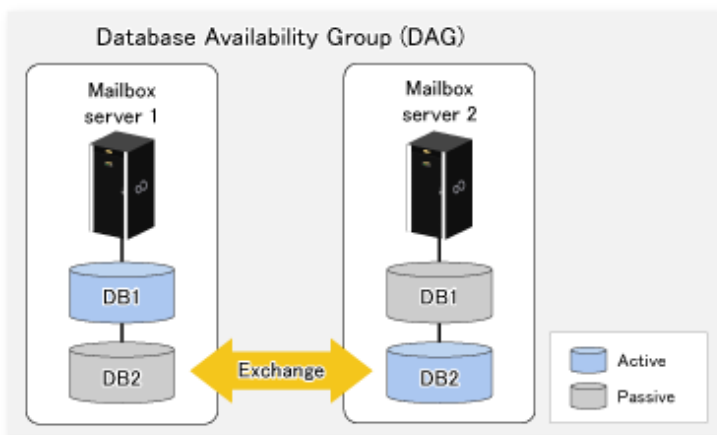 Database Availability Group (DAG)
Mailbox
server 1
Mailbox
server 2
DB1
DB1
DB2
Exchange
DB2
Active
Passive